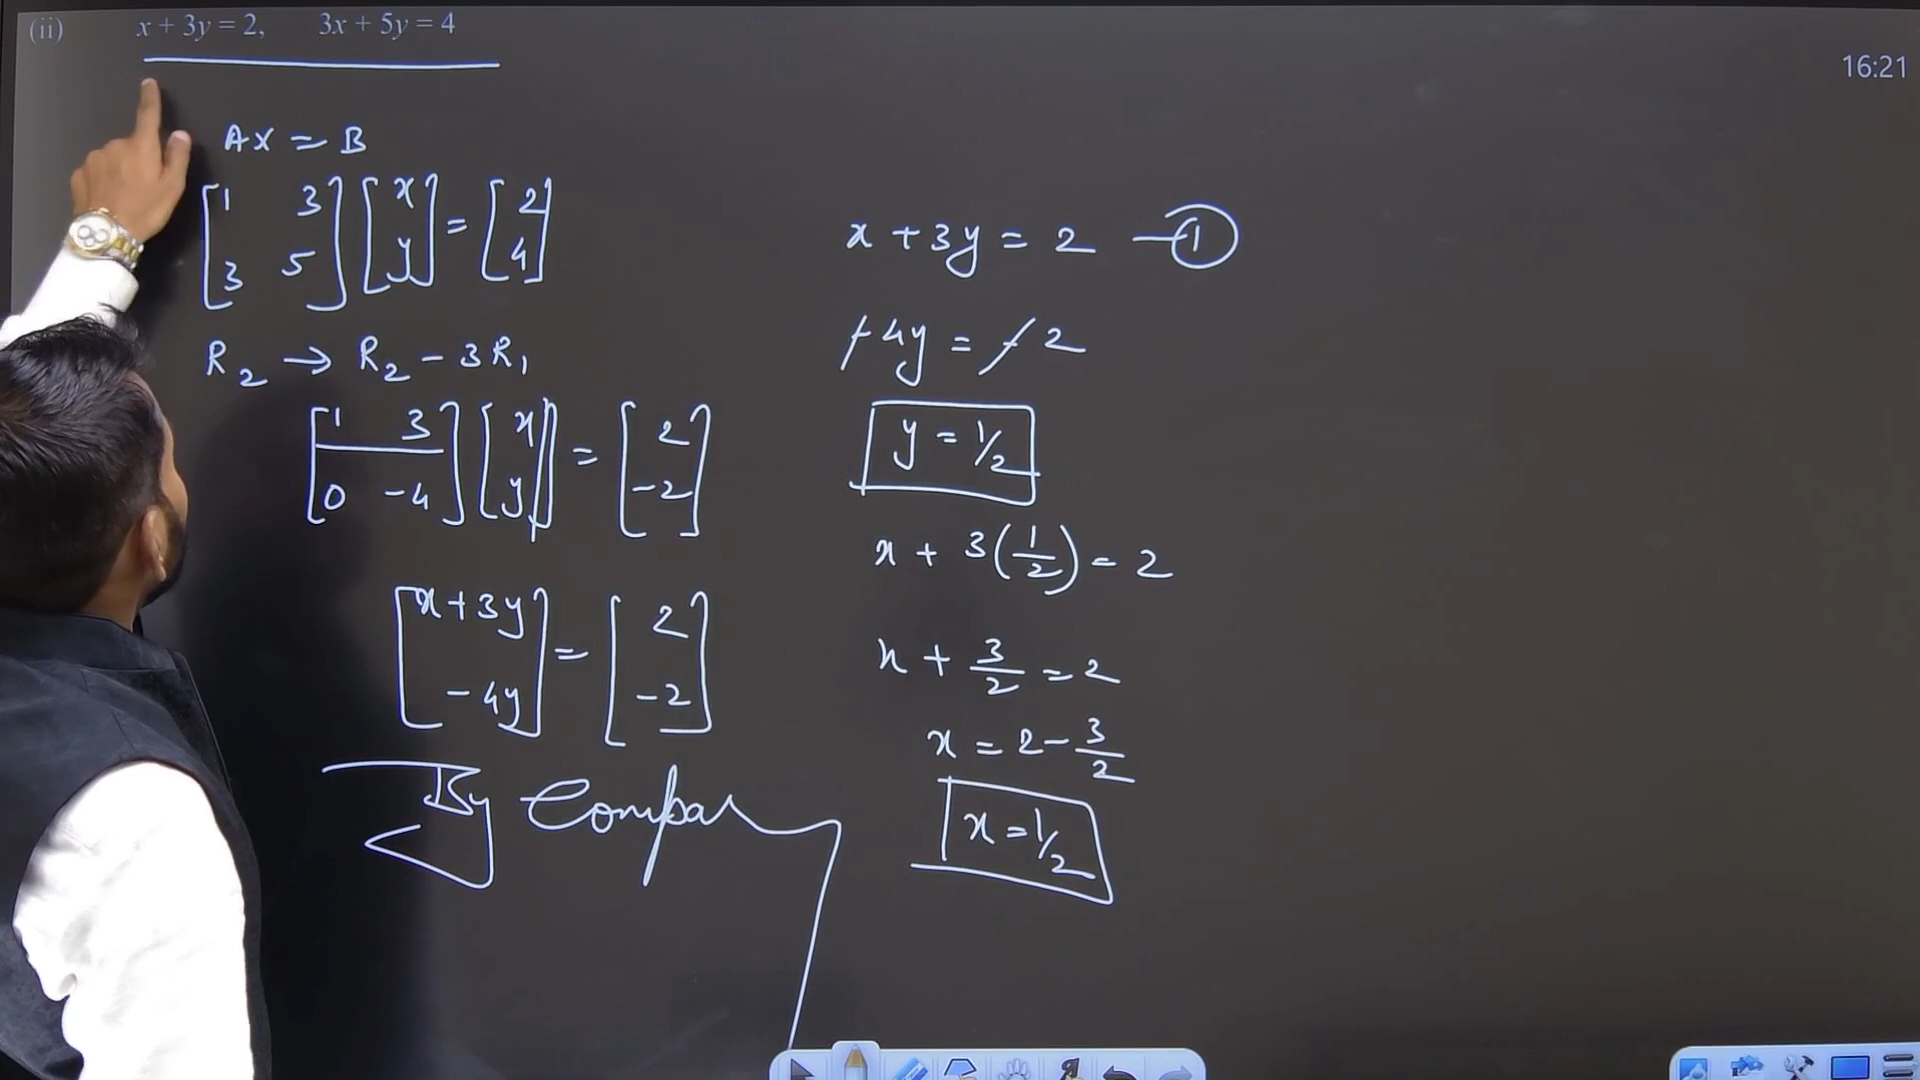 (ii) x + 3y = 2, 3x + 5y = 4
16:21
AX = B
[1 3
3 5] [x
y] = [2
4]
R₂ → R₂ - 3R₁
[1 3
0 -4] [x
y] = [2
-2]
[x+3y
-4y] = [2
-2]
By Compar
x + 3y = 2 — ①
-4y = -2
y = 1/2
x + 3(1/2) = 2
x + 3/2 = 2
x = 2 - 3/2
x = 1/2